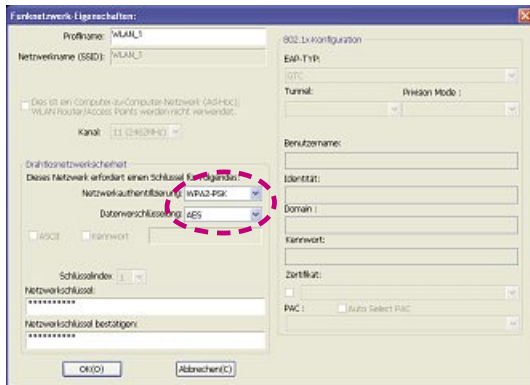 Funknetzwerk-Eigenschaften:
Profilname: WLAN_1
Netzwerkname (SSID): WLAN_1
Dies ist ein Computer-zu-Computer-Netzwerk (Ad-Hoc);
WLAN Router/Access Points werden nicht verwendet.
Kanal: 11 (2462MHz)
Drahtlosnetzwerksicherheit
Dieses Netzwerk erfordert einen Schlüssel für Folgendes:
Netzwerkauthentifizierung: WPA2-PSK
Datenverschlüsselung: AES
ASCII Kennwort
Schlüsselindex: 1
Netzwerkschlüssel:
**********
Netzwerkschlüssel bestätigen:
**********
OK(O) Abbrechen(C)
802.1x-Konfiguration
EAP-TYP:
GTC
Tunnel: Privison Mode :
Benutzername:
Identität:
Domain :
Kennwort:
Zertifikat:
PAC : Auto Select PAC